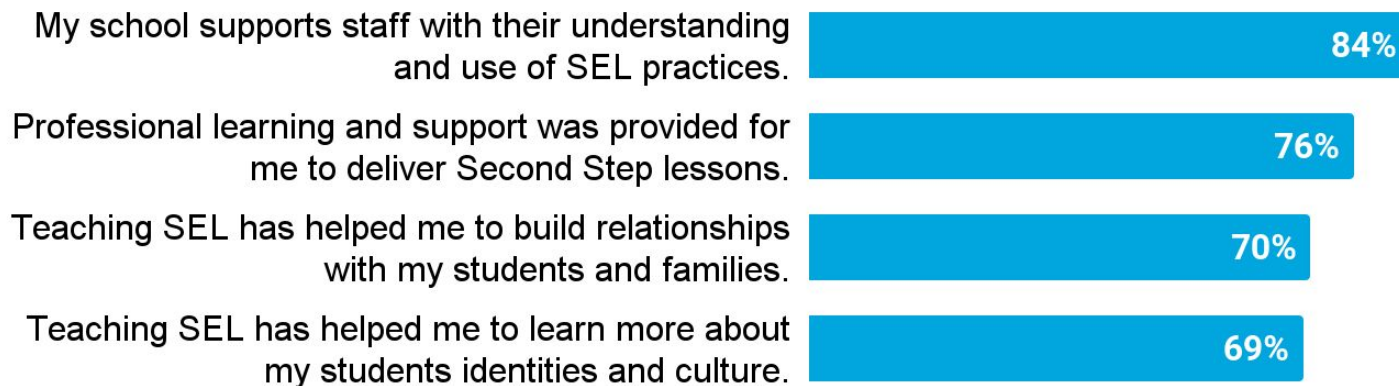 My school supports staff with their understanding
and use of SEL practices.
84%
Professional learning and support was provided for
me to deliver Second Step lessons.
76%
Teaching SEL has helped me to build relationships
with my students and families.
70%
Teaching SEL has helped me to learn more about
my students identities and culture.
69%